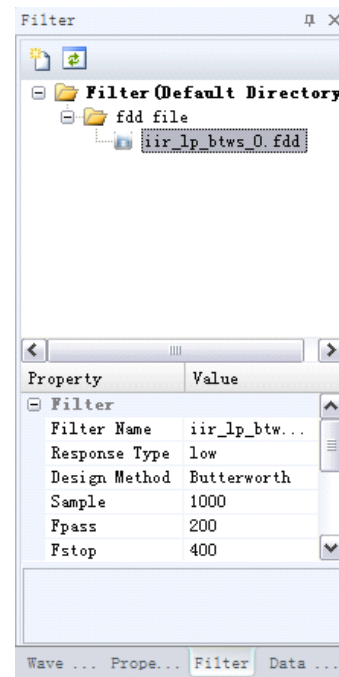 Filter
Filter(Default Directory
fdd file
iir_lp_btws_0.fdd
Property Value
Filter
Filter Name iir_lp_btw...
Response Type low
Design Method Butterworth
Sample 1000
Fpass 200
Fstop 400
Wave ... Prope... Filter Data ...